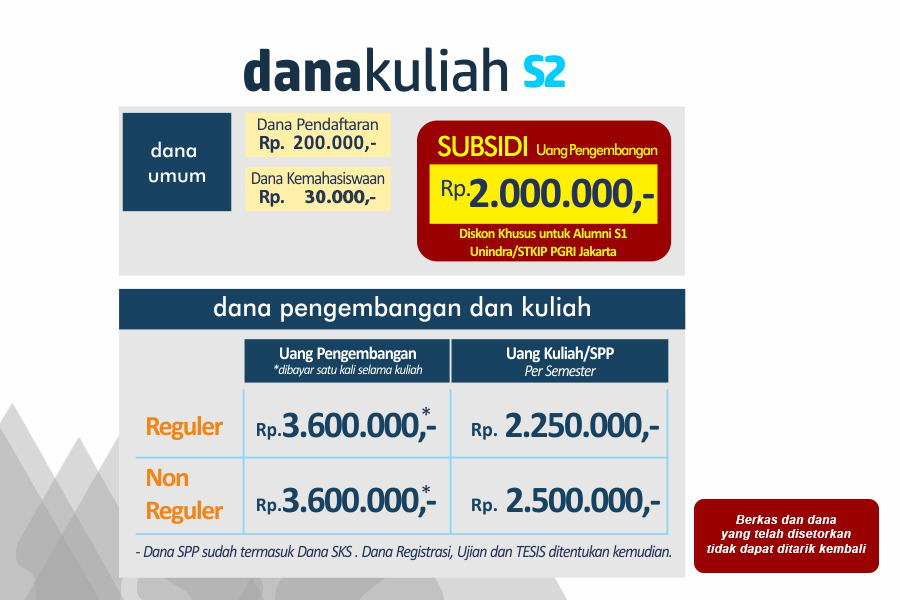 danakuliah S2
dana
umum
Dana Pendaftaran
Rp. 200.000,-
Dana Kemahasiswaan
Rp. 30.000,-
SUBSIDI Uang Pengembangan
Rp.2.000.000,-
Diskon Khusus untuk Alumni S1
Unindra/STKIP PGRI Jakarta
dana pengembangan dan kuliah
Uang Pengembangan
*dibayar satu kali selama kuliah
Uang Kuliah/SPP
Per Semester
Reguler
Rp.3.600.000,-*
Rp. 2.250.000,-
Non
Reguler
Rp.3.600.000,-*
Rp. 2.500.000,-
- Dana SPP sudah termasuk Dana SKS . Dana Registrasi, Ujian dan TESIS ditentukan kemudian.
Berkas dan dana
yang telah disetorkan
tidak dapat ditarik kembali